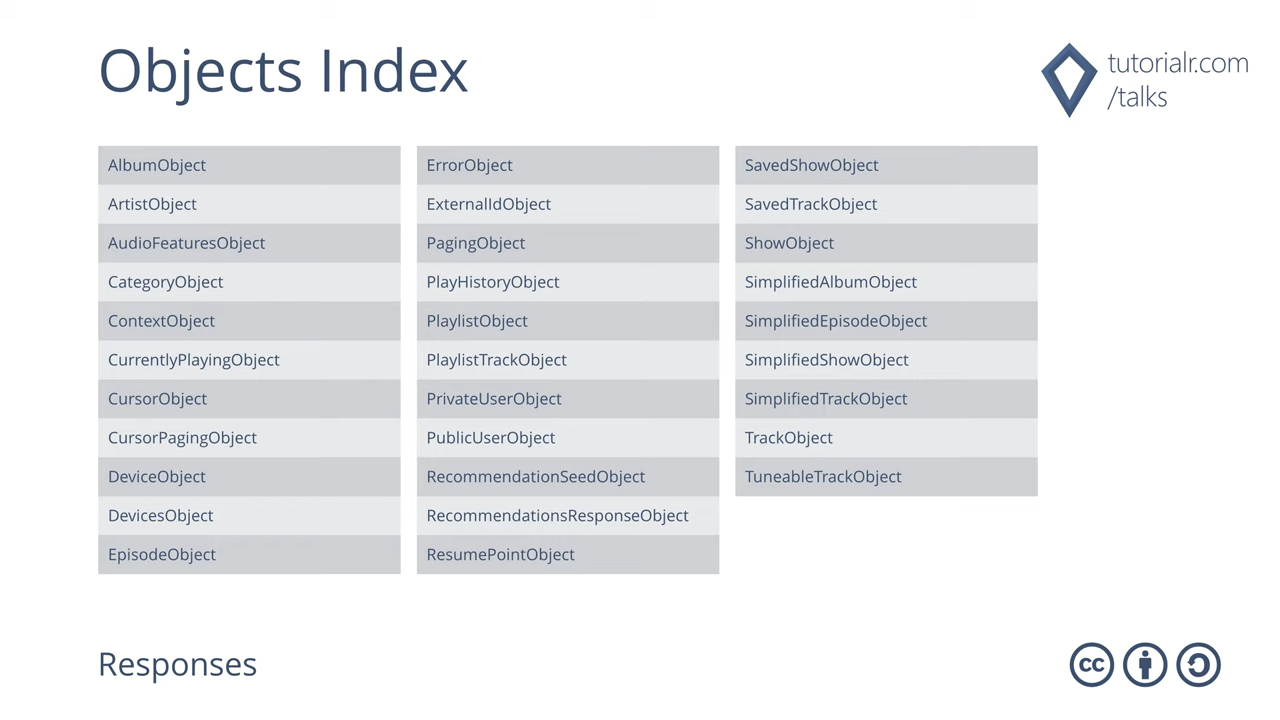 Objects Index
tutorialr.com
/talks
AlbumObject
ArtistObject
AudioFeaturesObject
CategoryObject
ContextObject
CurrentlyPlayingObject
CursorObject
CursorPagingObject
DeviceObject
DevicesObject
EpisodeObject
ErrorObject
ExternalIdObject
PagingObject
PlayHistoryObject
PlaylistObject
PlaylistTrackObject
PrivateUserObject
PublicUserObject
RecommendationSeedObject
RecommendationsResponseObject
ResumePointObject
SavedShowObject
SavedTrackObject
ShowObject
SimplifiedAlbumObject
SimplifiedEpisodeObject
SimplifiedShowObject
SimplifiedTrackObject
TrackObject
TuneableTrackObject
Responses
cc